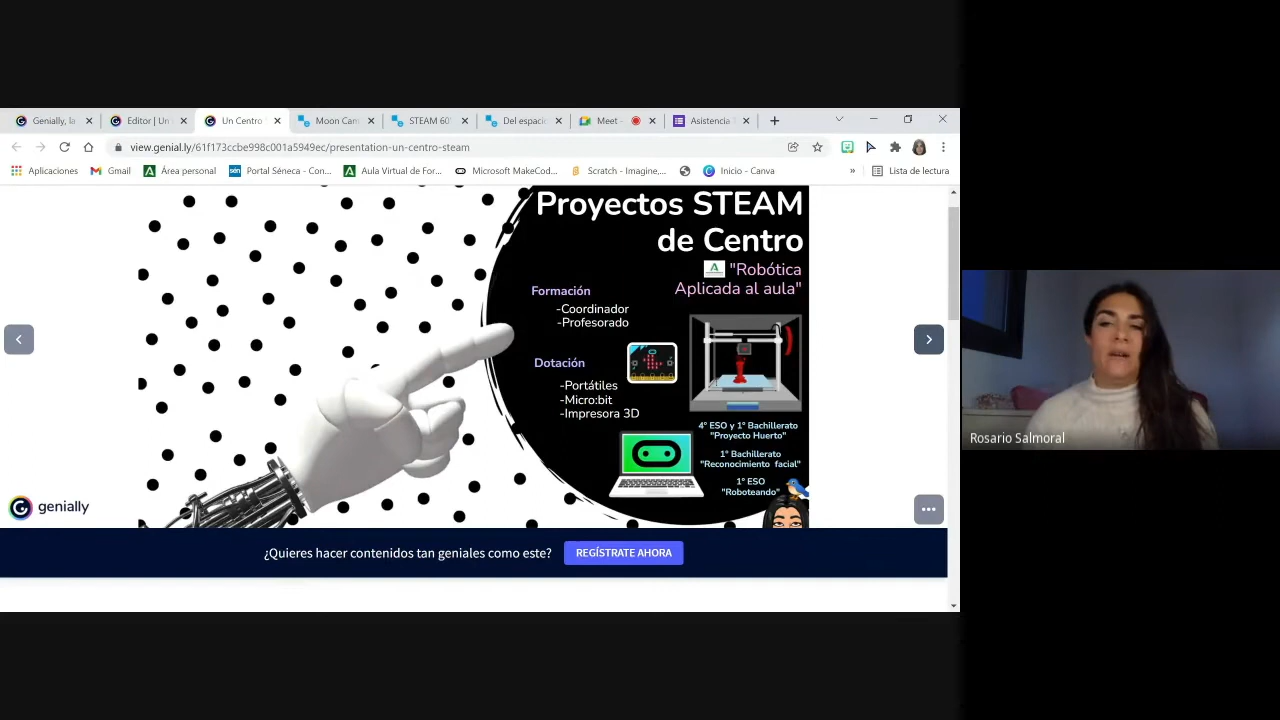 Genially, la
Editor | Un
Un Centro
Moon Cam
STEAM 60
Del espaci
Meet -
Asistencia
view.genial.ly/61f173ccbe998c001a5949ec/presentation-un-centro-steam
Aplicaciones
Gmail
Área personal
Portal Séneca - Con...
Aula Virtual de For...
Microsoft MakeCod...
Scratch - Imagine,...
Inicio - Canva
»
Lista de lectura
Proyectos STEAM
de Centro
"Robótica
Aplicada al aula"
Formación
-Coordinador
-Profesorado
Dotación
-Portátiles
-Micro:bit
-Impresora 3D
4º ESO y 1º Bachillerato
"Proyecto Huerto"
1º Bachillerato
"Reconocimiento facial"
1º ESO
"Roboteando"
genially
¿Quieres hacer contenidos tan geniales como este?
REGÍSTRATE AHORA
Rosario Salmoral